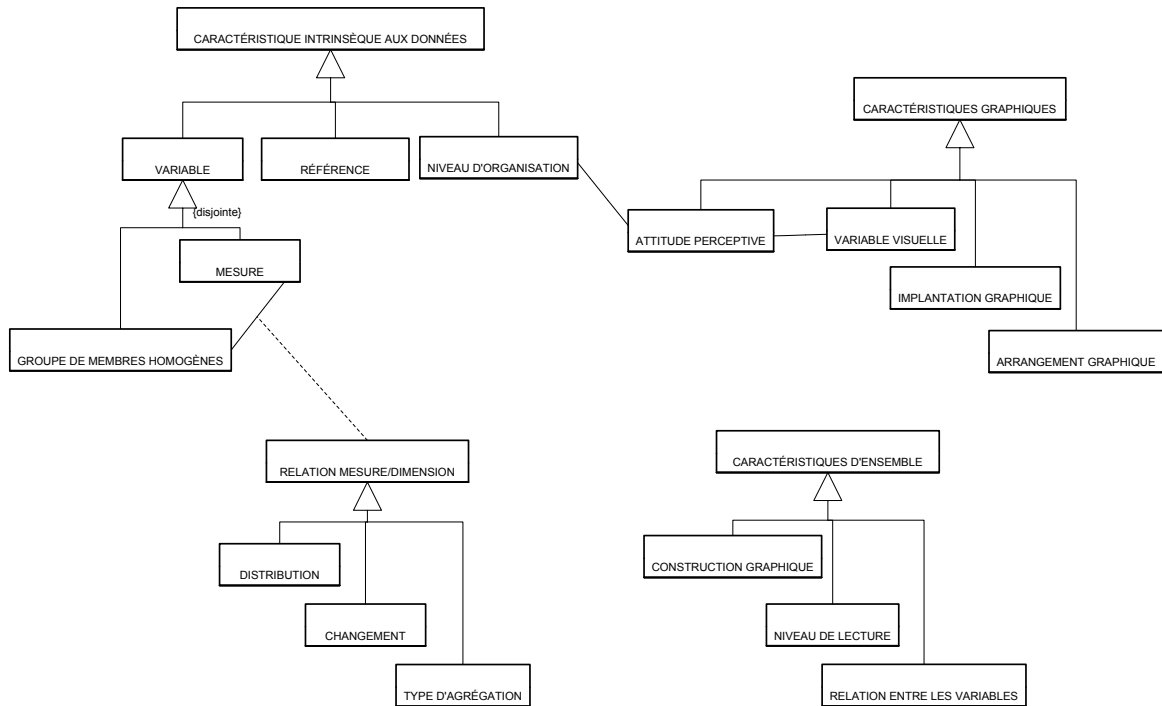 CARACTÉRISTIQUE INTRINSÈQUE AUX DONNÉES
CARACTÉRISTIQUES GRAPHIQUES
VARIABLE
RÉFÉRENCE
NIVEAU D'ORGANISATION
{disjointe}
ATTITUDE PERCEPTIVE
VARIABLE VISUELLE
MESURE
IMPLANTATION GRAPHIQUE
GROUPE DE MEMBRES HOMOGÈNES
ARRANGEMENT GRAPHIQUE
RELATION MESURE/DIMENSION
CARACTÉRISTIQUES D'ENSEMBLE
DISTRIBUTION
CONSTRUCTION GRAPHIQUE
CHANGEMENT
NIVEAU DE LECTURE
TYPE D'AGRÉGATION
RELATION ENTRE LES VARIABLES